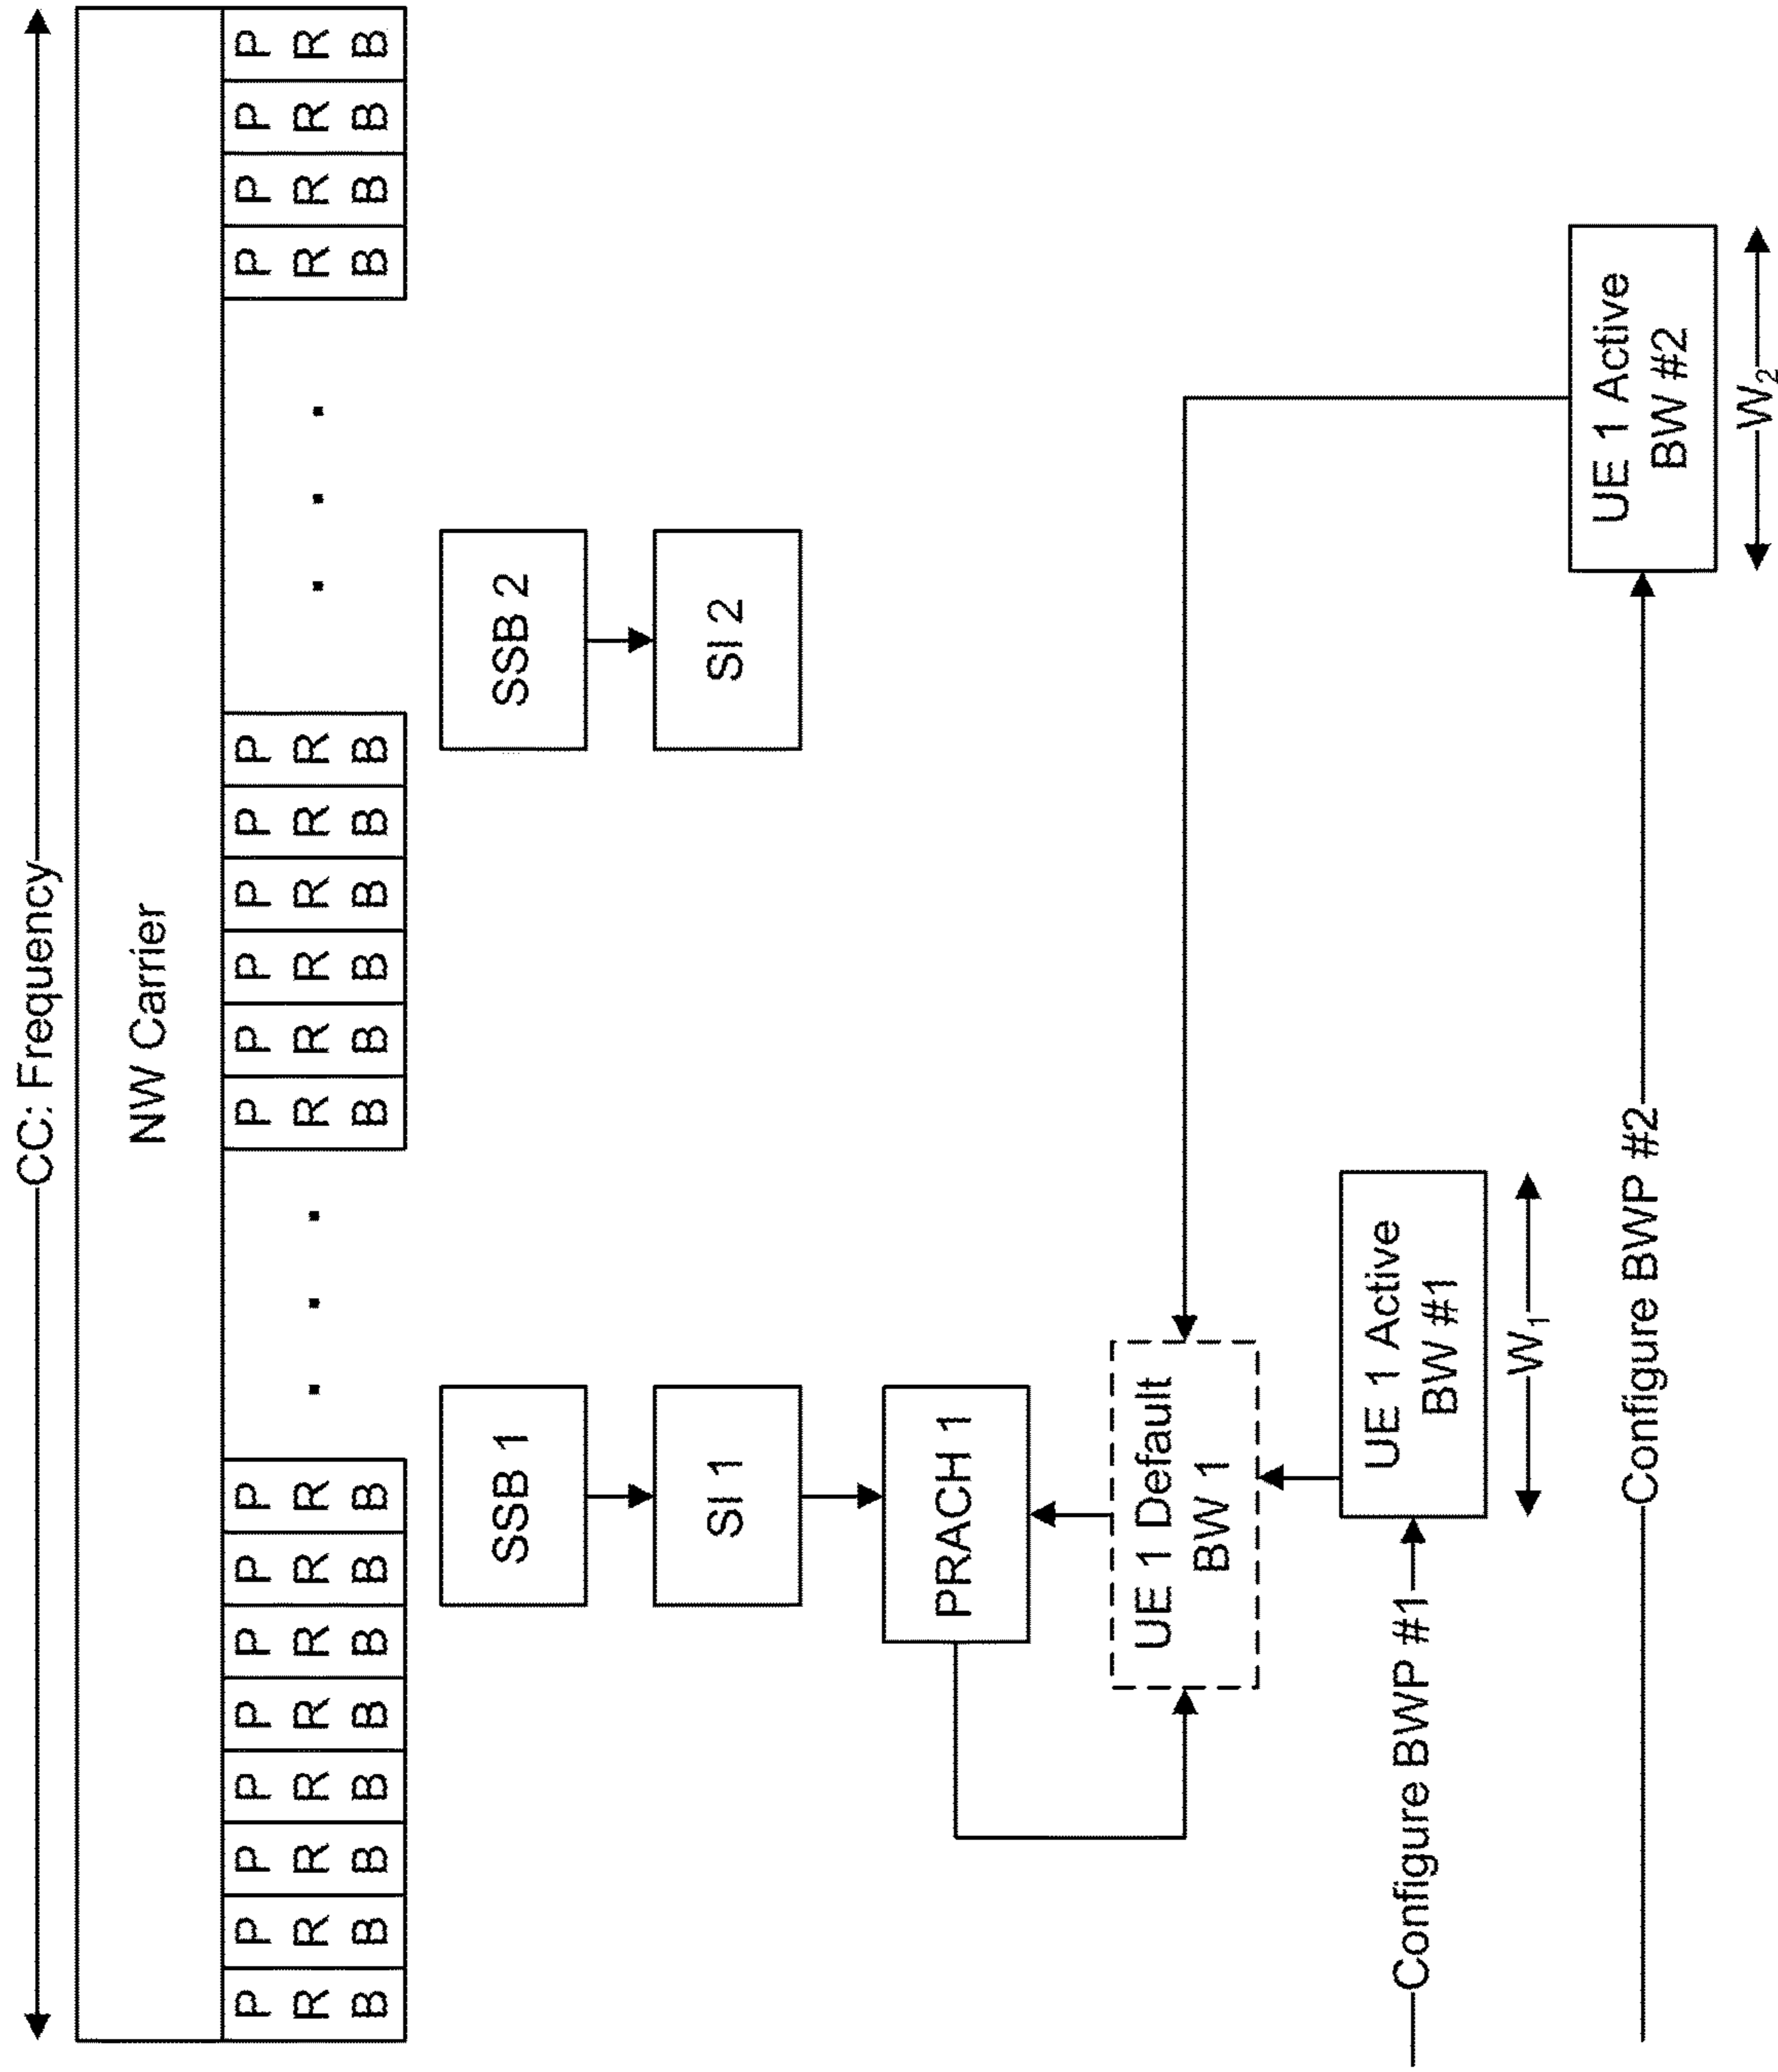 CC: Frequency
NW Carrier
P P P P P P P P . . . P P P P P P . . . P P P P
R R R R R R R R R R R R R R R R R R
B B B B B B B B B B B B B B B B B B
SSB 1
SSB 2
SI 1
SI 2
PRACH 1
UE 1 Default
BW 1
Configure BWP #1
UE 1 Active
BW #1
W₁
Configure BWP #2
UE 1 Active
BW #2
W₂